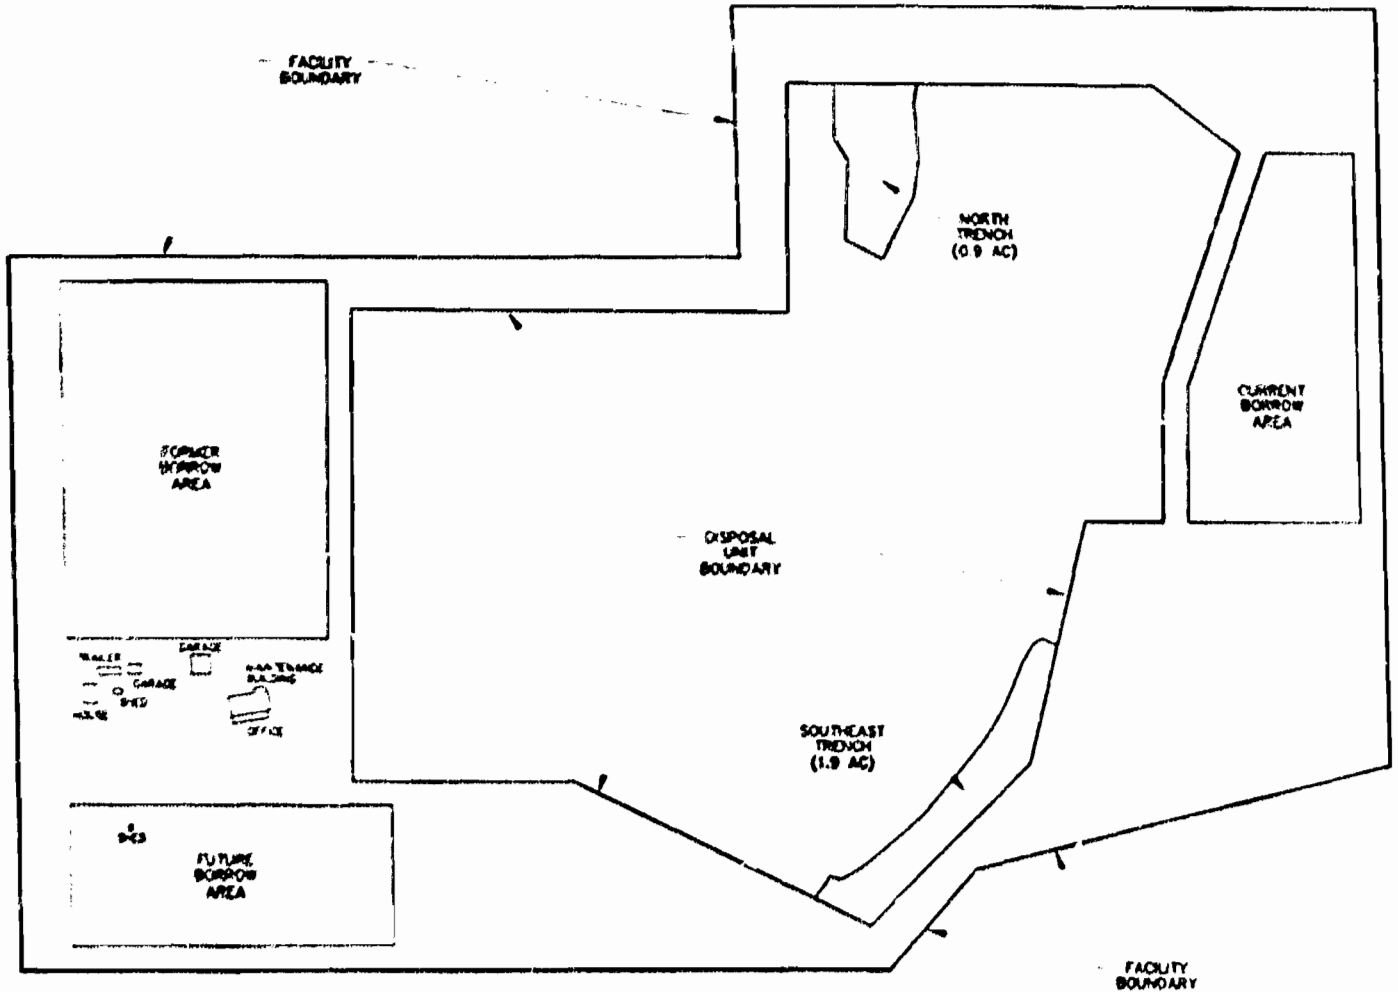 FACILITY
BOUNDARY
NORTH
TRENCH
(0.9 AC)
CURRENT
BORROW
AREA
FORMER
BORROW
AREA
DISPOSAL
UNIT
BOUNDARY
GARAGE
TRAILER
MAINTENANCE
BUILDING
GARAGE
SHED
HOUSE
OFFICE
SOUTHEAST
TRENCH
(1.9 AC)
SHED
FUTURE
BORROW
AREA
FACILITY
BOUNDARY